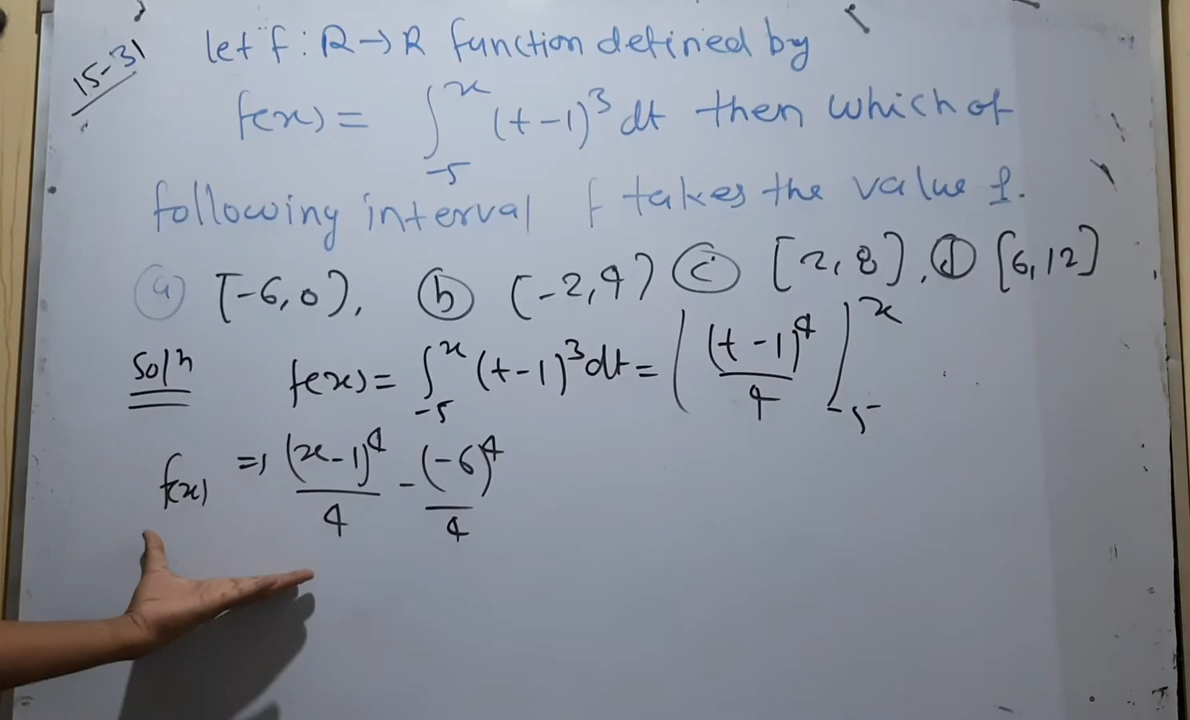 15-31
let f : R→R function defined by
f(x) = ∫_{-5}^{x} (t-1)^3 dt then which of
following interval f takes the value 1.
(a) [-6,0), (b) (-2,4) (c) [2,8], (d) [6,12]
Soln f(x) = ∫_{-5}^{x} (t-1)^3 dt = [(t-1)^4/4]_{-5}^{x}
f(x) => (x-1)^4/4 - (-6)^4/4